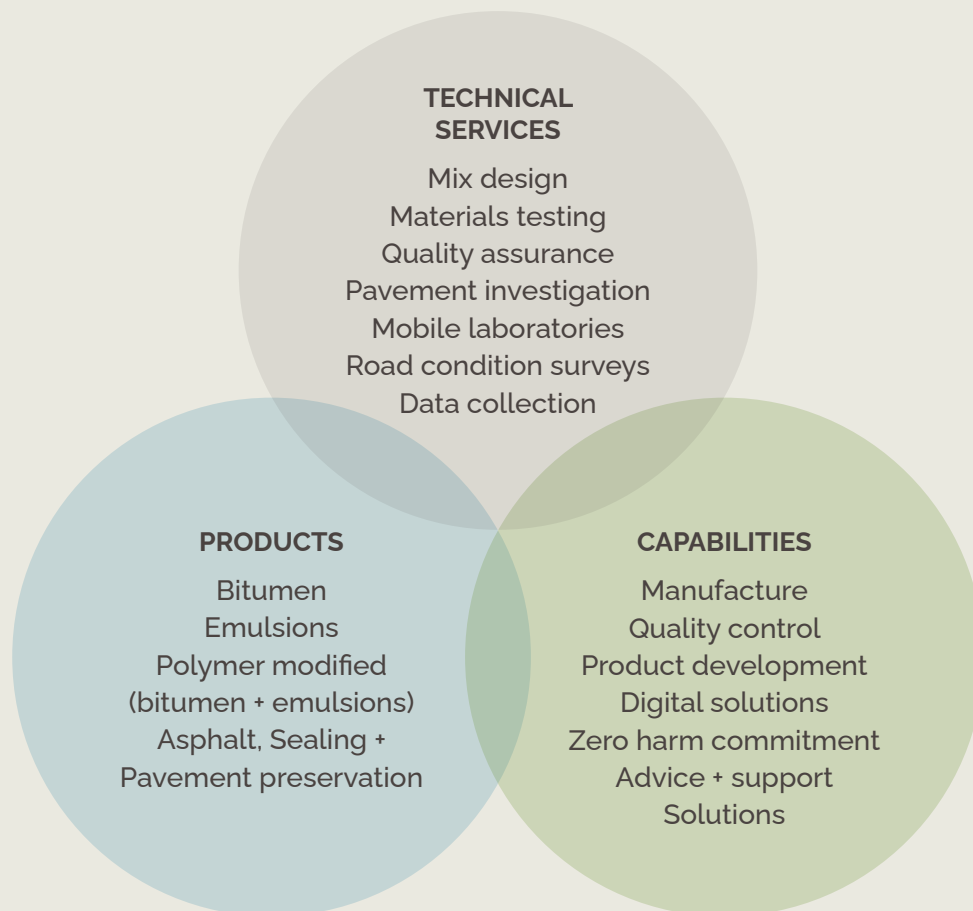 TECHNICAL
SERVICES
Mix design
Materials testing
Quality assurance
Pavement investigation
Mobile laboratories
Road condition surveys
Data collection
PRODUCTS
Bitumen
Emulsions
Polymer modified
(bitumen + emulsions)
Asphalt, Sealing +
Pavement preservation
CAPABILITIES
Manufacture
Quality control
Product development
Digital solutions
Zero harm commitment
Advice + support
Solutions